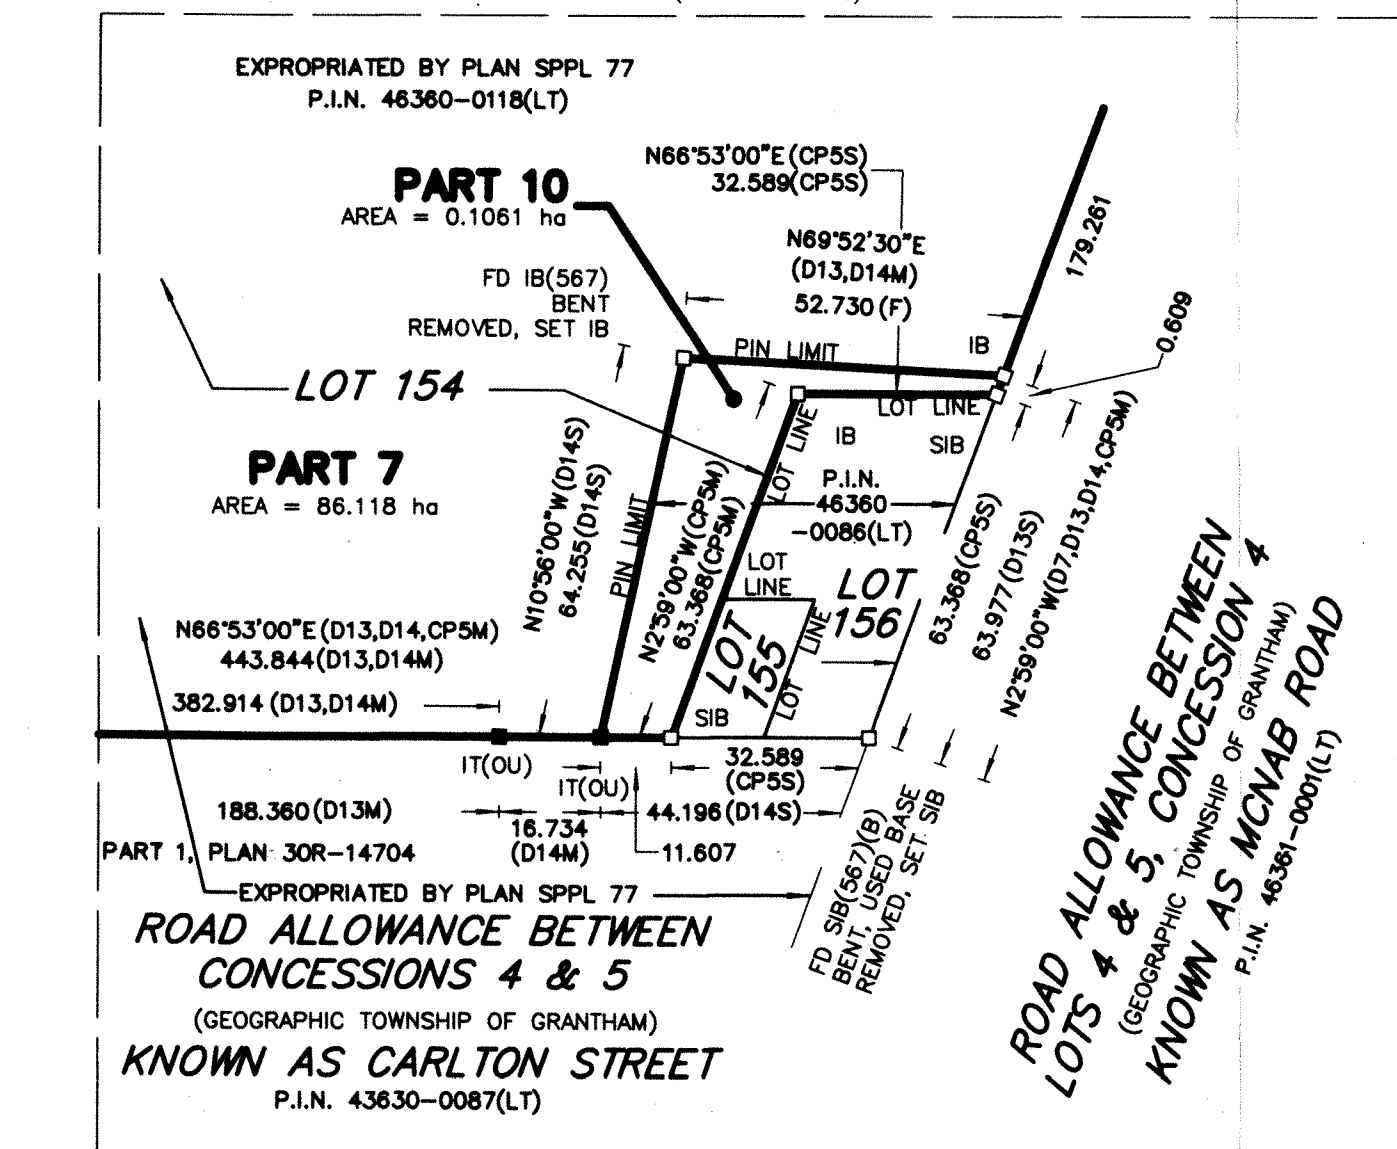 EXPROPRIATED BY PLAN SPPL 77
P.I.N. 46360-0118(LT)
N66°53'00"E (CP5S)
32.589(CP5S)
PART 10
AREA = 0.1061 ha
N69°52'30"E
(D13,D14M)
52.730 (F)
179.261
0.609
FD IB(567)
BENT
REMOVED, SET IB
PIN LIMIT
IB
LOT 154
LOT LINE
LOT LINE
IB
SIB
PART 7
AREA = 86.118 ha
P.I.N.
46360
-0086(LT)
N10°56'00"W (D14S)
64.255(D14S)
PIN LIMIT
N2°59'00"W(CP5M)
63.368(CP5M)
LOT
LINE
LOT
156
LOT
155
LOT LINE
63.368(CP5S)
63.977(D13S)
N2°59'00"W(D7,D13,D14,CP5M)
N66°53'00"E (D13,D14,CP5M)
443.844(D13,D14M)
382.914 (D13,D14M)
SIB
IT(OU)
IT(OU)
32.589
(CP5S)
188.360 (D13M)
16.734
(D14M)
44.196 (D14S)
11.607
PART 1, PLAN 30R-14704
EXPROPRIATED BY PLAN SPPL 77
FD SIB(567)(B)
BENT, USED BASE
REMOVED, SET SIB
ROAD ALLOWANCE BETWEEN
CONCESSIONS 4 & 5
(GEOGRAPHIC TOWNSHIP OF GRANTHAM)
KNOWN AS CARLTON STREET
P.I.N. 43630-0087(LT)
ROAD ALLOWANCE BETWEEN
LOTS 4 & 5, CONCESSION 4
(GEOGRAPHIC TOWNSHIP OF GRANTHAM)
KNOWN AS MCNAB ROAD
P.I.N. 46361-0001(LT)